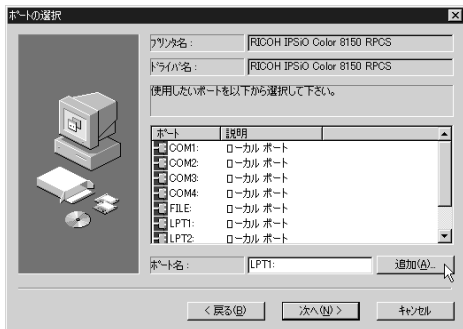 ポートの選択
プリンタ名：　RICOH IPSiO Color 8150 RPCS
ドライバ名：　RICOH IPSiO Color 8150 RPCS
使用したいポートを以下から選択して下さい。
ポート　説明
COM1:　ローカル ポート
COM2:　ローカル ポート
COM3:　ローカル ポート
COM4:　ローカル ポート
FILE:　ローカル ポート
LPT1:　ローカル ポート
LPT2:　ローカル ポート
ポート名：　LPT1:　追加(A)...
< 戻る(B)　次へ(N) >　キャンセル